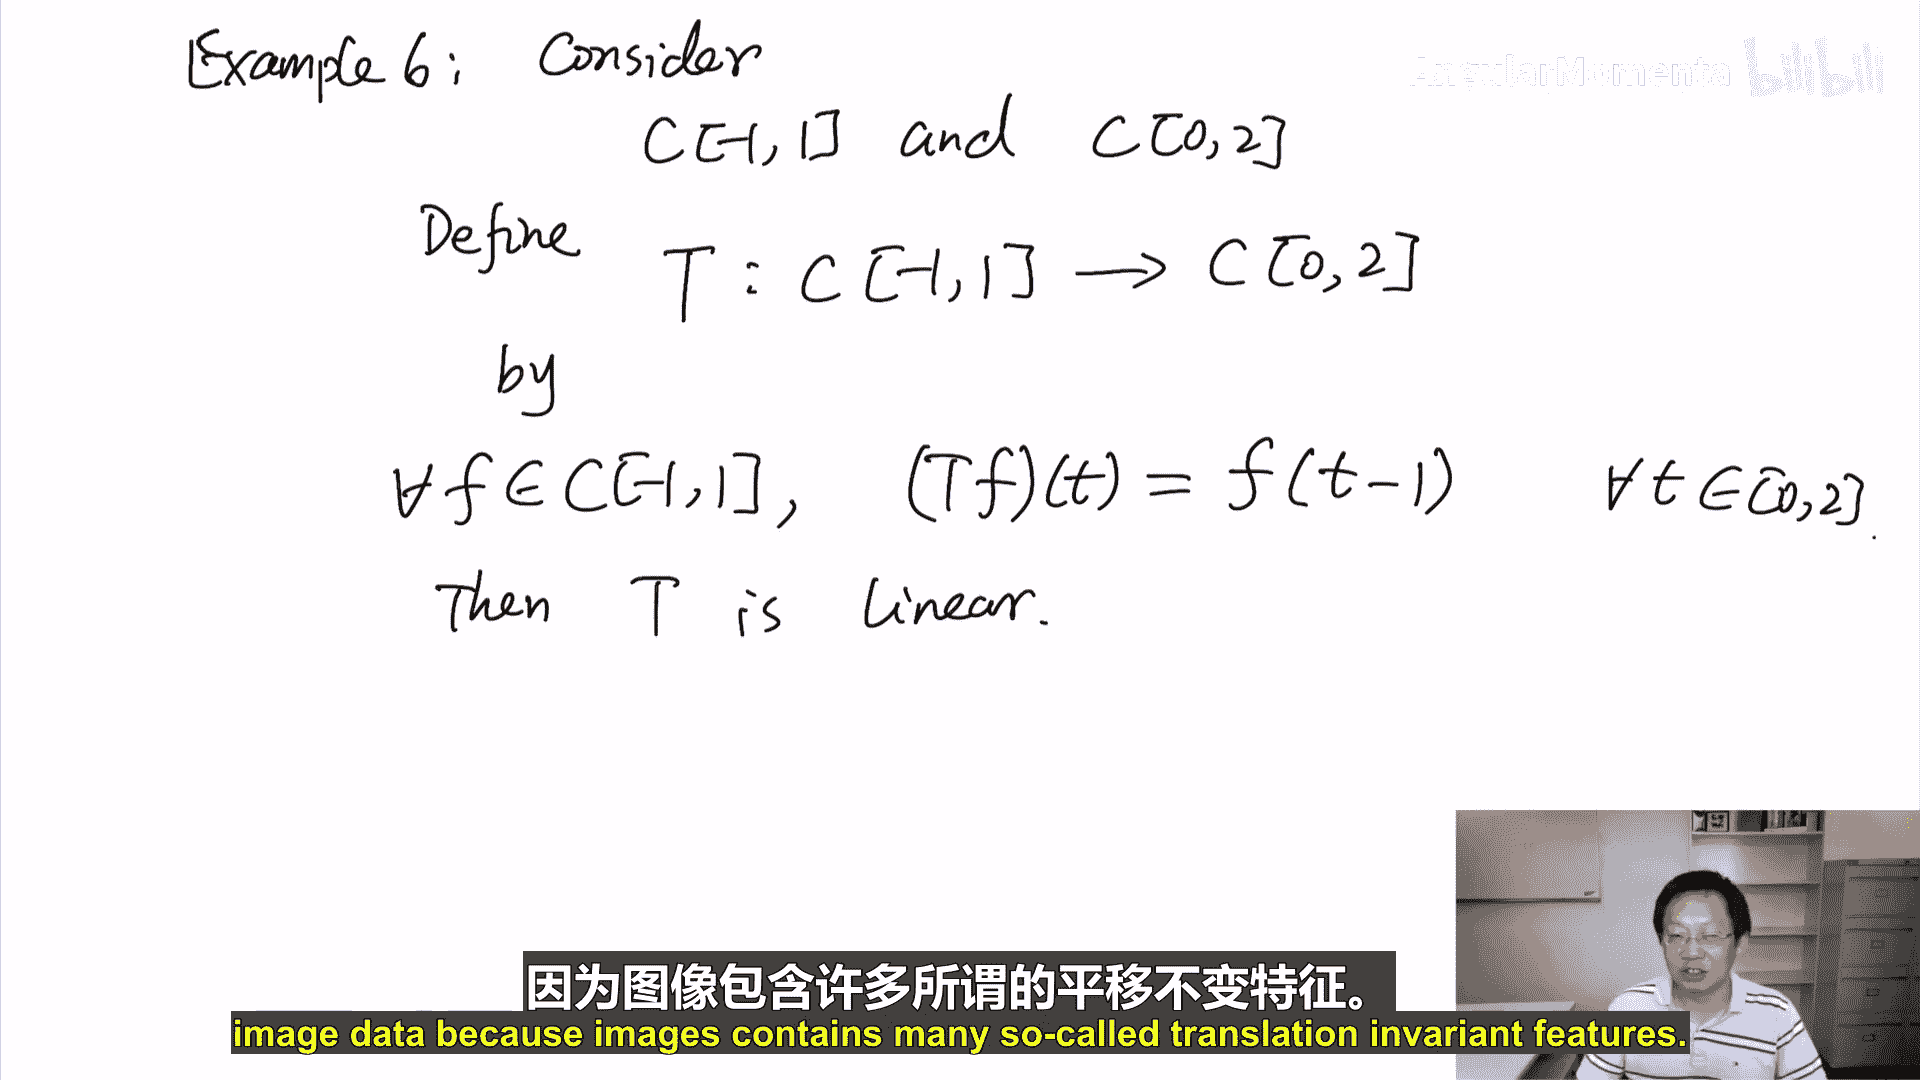 Example 6: Consider
AngularMomenta bilibili
C[-1, 1] and C[0, 2]
Define
T : C[-1, 1] → C[0, 2]
by
∀ f ∈ C[-1, 1], (Tf)(t) = f(t-1) ∀ t ∈ [0, 2].
Then T is linear.
因为图像包含许多所谓的平移不变特征。
image data because images contains many so-called translation invariant features.